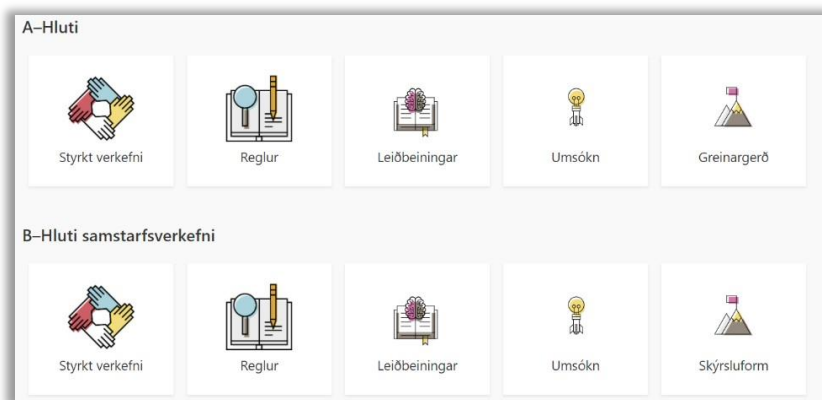 A–Hluti
Styrkt verkefni
Reglur
Leiðbeiningar
Umsókn
Greinargerð
B–Hluti samstarfsverkefni
Styrkt verkefni
Reglur
Leiðbeiningar
Umsókn
Skýrsluform